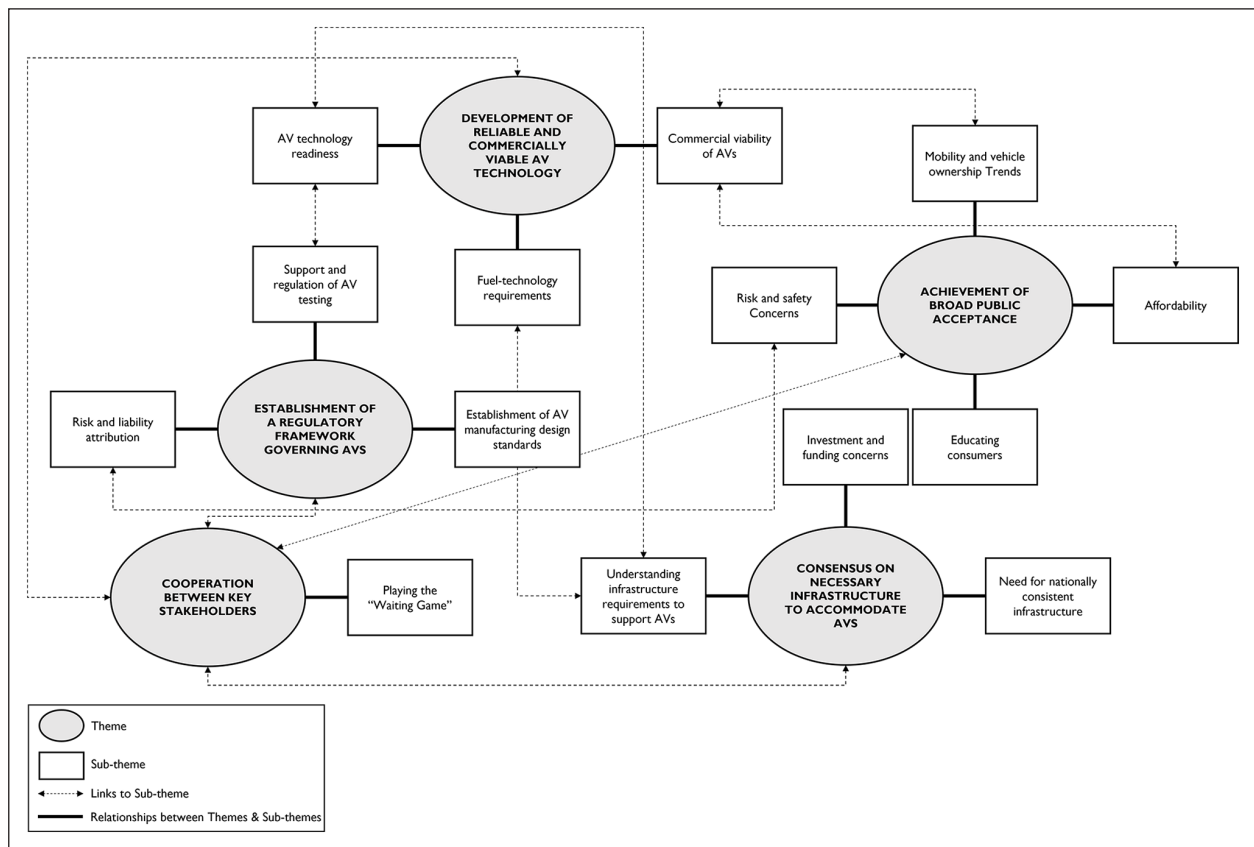 DEVELOPMENT OF
RELIABLE AND
COMMERCIALLY
VIABLE AV
TECHNOLOGY
AV technology
readiness
Commercial viability
of AVs
Mobility and vehicle
ownership Trends
Support and
regulation of AV
testing
Fuel-technology
requirements
Risk and safety
Concerns
ACHIEVEMENT OF
BROAD PUBLIC
ACCEPTANCE
Affordability
Risk and liability
attribution
ESTABLISHMENT OF
A REGULATORY
FRAMEWORK
GOVERNING AVS
Establishment of AV
manufacturing design
standards
Investment and
funding concerns
Educating
consumers
COOPERATION
BETWEEN KEY
STAKEHOLDERS
Playing the
“Waiting Game”
Understanding
infrastructure
requirements to
support AVs
CONSENSUS ON
NECESSARY
INFRASTRUCTURE
TO ACCOMMODATE
AVS
Need for nationally
consistent
infrastructure
Theme
Sub-theme
Links to Sub-theme
Relationships between Themes & Sub-themes